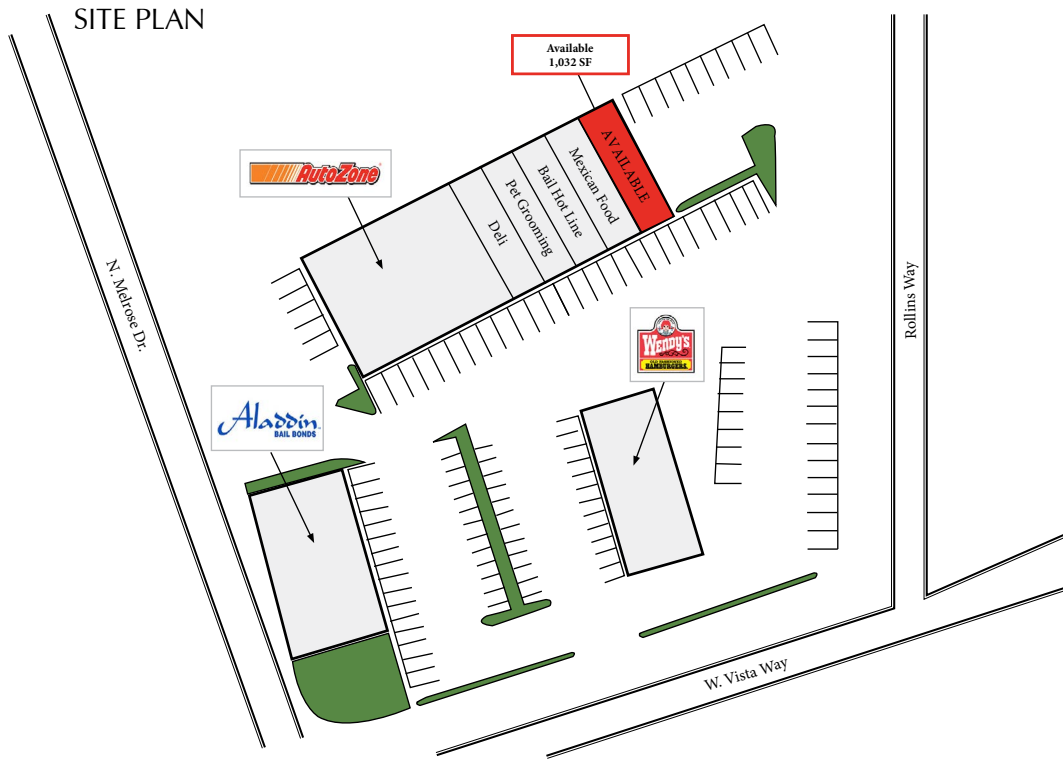 SITE PLAN
Available
1,032 SF
AutoZone
AVAILABLE
Mexican Food
Bail Hot Line
Pet Grooming
Deli
N. Melrose Dr.
Rollins Way
WENDY'S
OLD FASHIONED
HAMBURGERS
Aladdin
BAIL BONDS
W. Vista Way